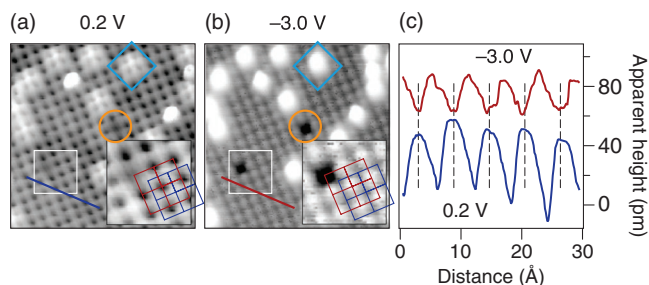 (a) 0.2 V
(b) –3.0 V
(c)
–3.0 V
0.2 V
80
40
0
Apparent height (pm)
0 10 20 30
Distance (Å)